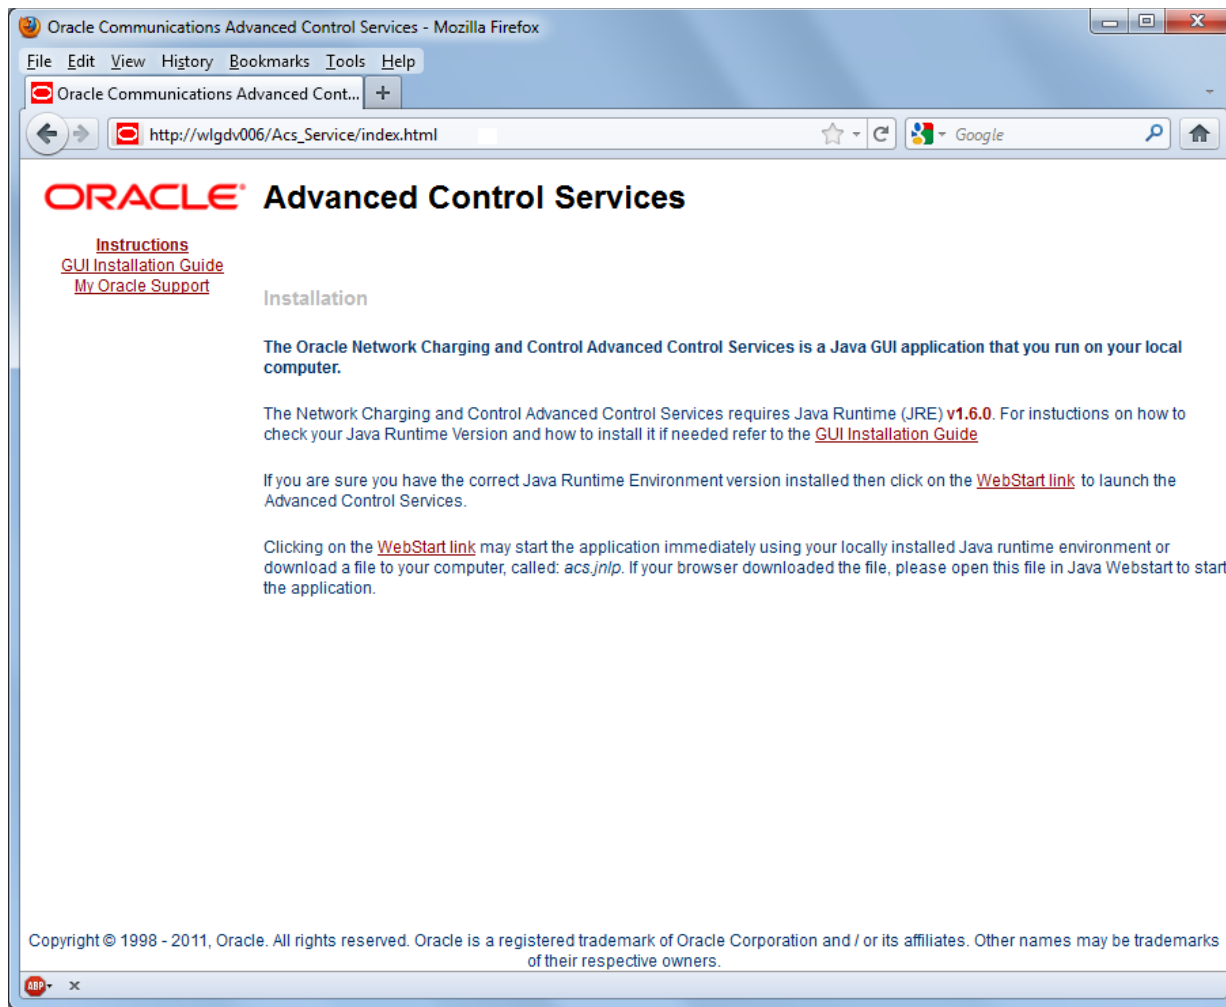 Oracle Communications Advanced Control Services - Mozilla Firefox
File Edit View History Bookmarks Tools Help
Oracle Communications Advanced Cont... +
http://wlgdv006/Acs_Service/index.html Google
ORACLE® Advanced Control Services
Instructions
GUI Installation Guide
My Oracle Support
Installation
The Oracle Network Charging and Control Advanced Control Services is a Java GUI application that you run on your local
computer.
The Network Charging and Control Advanced Control Services requires Java Runtime (JRE) v1.6.0. For instuctions on how to
check your Java Runtime Version and how to install it if needed refer to the GUI Installation Guide
If you are sure you have the correct Java Runtime Environment version installed then click on the WebStart link to launch the
Advanced Control Services.
Clicking on the WebStart link may start the application immediately using your locally installed Java runtime environment or
download a file to your computer, called: acs.jnlp. If your browser downloaded the file, please open this file in Java Webstart to start
the application.
Copyright © 1998 - 2011, Oracle. All rights reserved. Oracle is a registered trademark of Oracle Corporation and / or its affiliates. Other names may be trademarks
of their respective owners.
ABP x